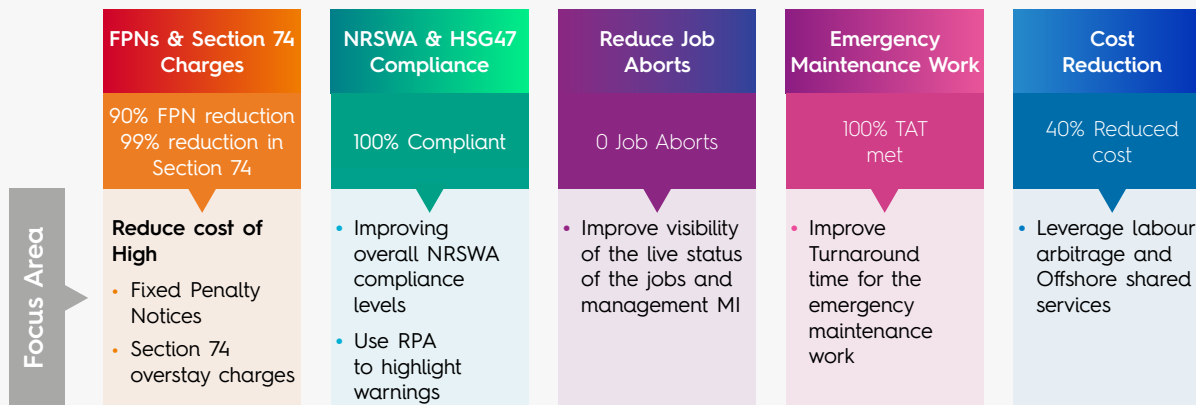 FPNs & Section 74
Charges
90% FPN reduction
99% reduction in
Section 74
Reduce cost of
High
• Fixed Penalty
Notices
• Section 74
overstay charges
NRSWA & HSG47
Compliance
100% Compliant
• Improving
overall NRSWA
compliance
levels
• Use RPA
to highlight
warnings
Reduce Job
Aborts
0 Job Aborts
• Improve visibility
of the live status
of the jobs and
management MI
Emergency
Maintenance Work
100% TAT
met
• Improve
Turnaround
time for the
emergency
maintenance
work
Cost
Reduction
40% Reduced
cost
• Leverage labour
arbitrage and
Offshore shared
services
Focus Area